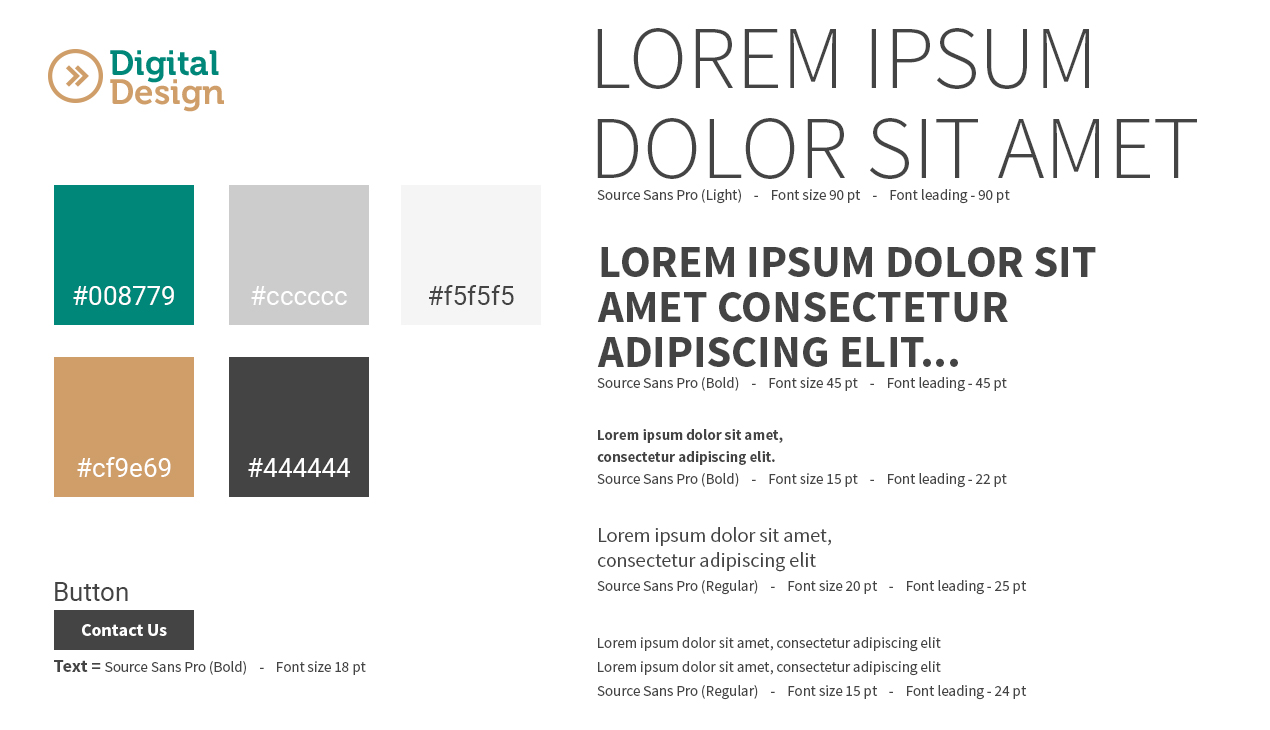 Digital
Design
#008779
#cccccc
#f5f5f5
#cf9e69
#444444
Button
Contact Us
Text = Source Sans Pro (Bold) - Font size 18 pt
LOREM IPSUM
DOLOR SIT AMET
Source Sans Pro (Light) - Font size 90 pt - Font leading - 90 pt
LOREM IPSUM DOLOR SIT
AMET CONSECTETUR
ADIPISCING ELIT...
Source Sans Pro (Bold) - Font size 45 pt - Font leading - 45 pt
Lorem ipsum dolor sit amet,
consectetur adipiscing elit.
Source Sans Pro (Bold) - Font size 15 pt - Font leading - 22 pt
Lorem ipsum dolor sit amet,
consectetur adipiscing elit
Source Sans Pro (Regular) - Font size 20 pt - Font leading - 25 pt
Lorem ipsum dolor sit amet, consectetur adipiscing elit
Lorem ipsum dolor sit amet, consectetur adipiscing elit
Source Sans Pro (Regular) - Font size 15 pt - Font leading - 24 pt